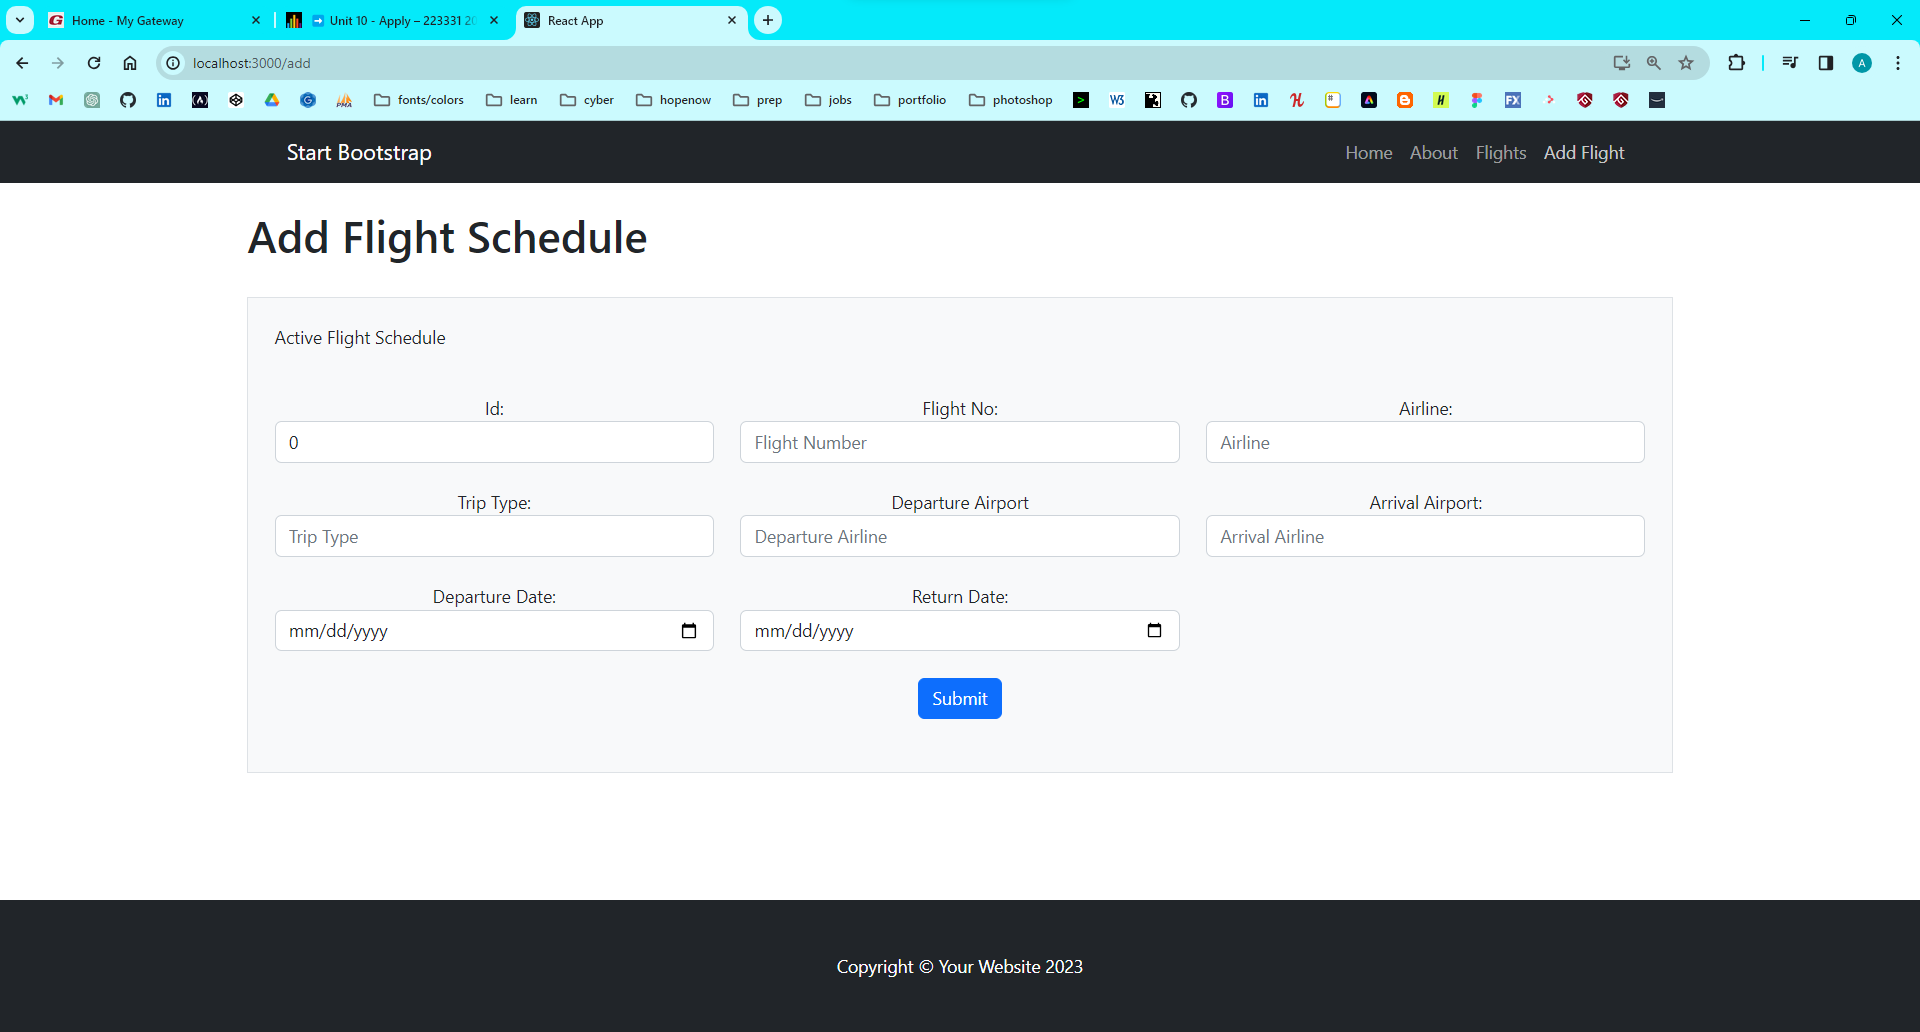 Home - My Gateway
Unit 10 - Apply – 223331 20
React App
localhost:3000/add
fonts/colors learn cyber hopenow prep jobs portfolio photoshop
Start Bootstrap
Home About Flights Add Flight
Add Flight Schedule
Active Flight Schedule
Id: Flight No: Airline:
0 Flight Number Airline
Trip Type: Departure Airport Arrival Airport:
Trip Type Departure Airline Arrival Airline
Departure Date: Return Date:
mm/dd/yyyy mm/dd/yyyy
Submit
Copyright © Your Website 2023